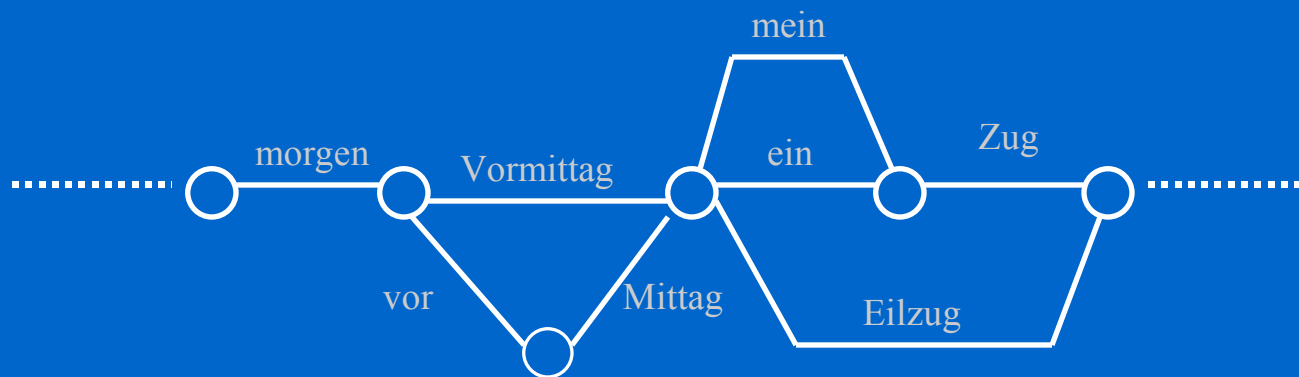 mein
morgen
Vormittag
ein
Zug
vor
Mittag
Eilzug